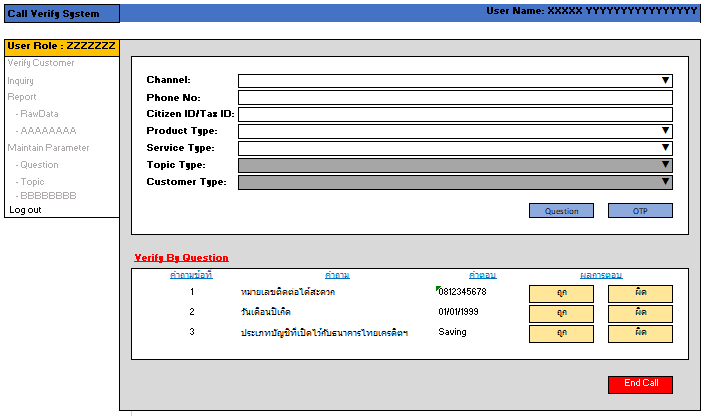 Call Verify System
User Name: XXXXX YYYYYYYYYYYYYYYY
User Role : ZZZZZZZ
Verify Customer
Inquiry
Report
- RawData
- AAAAAAAA
Maintain Parameter
- Question
- Topic
- BBBBBBBB
Log out
Channel:
Phone No:
Citizen ID/Tax ID:
Product Type:
Service Type:
Topic Type:
Customer Type:
Question OTP
Verify By Question
คำถามข้อที่ คำถาม คำตอบ ผลการตอบ
1 หมายเลขติดต่อได้สะดวก 0812345678 ถูก ผิด
2 วันเดือนปีเกิด 01/01/1999 ถูก ผิด
3 ประเภทบัญชีที่เปิดไว้กับธนาคารไทยเครดิตฯ Saving ถูก ผิด
End Call